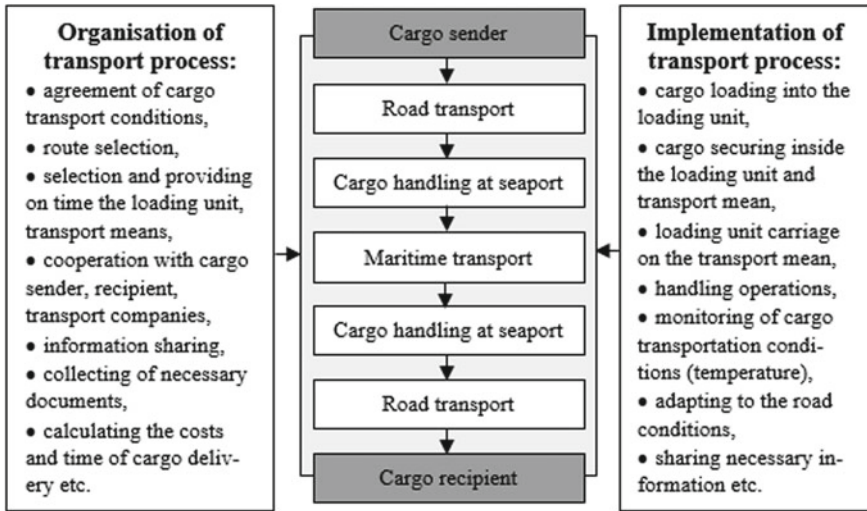 Organisation of
transport process:
● agreement of cargo
transport conditions,
● route selection,
● selection and providing
on time the loading unit,
transport means,
● cooperation with cargo
sender, recipient,
transport companies,
● information sharing,
● collecting of necessary
documents,
● calculating the costs
and time of cargo deliv-
ery etc.
Cargo sender
Road transport
Cargo handling at seaport
Maritime transport
Cargo handling at seaport
Road transport
Cargo recipient
Implementation of
transport process:
● cargo loading into the
loading unit,
● cargo securing inside
the loading unit and
transport mean,
● loading unit carriage
on the transport mean,
● handling operations,
● monitoring of cargo
transportation condi-
tions (temperature),
● adapting to the road
conditions,
● sharing necessary in-
formation etc.